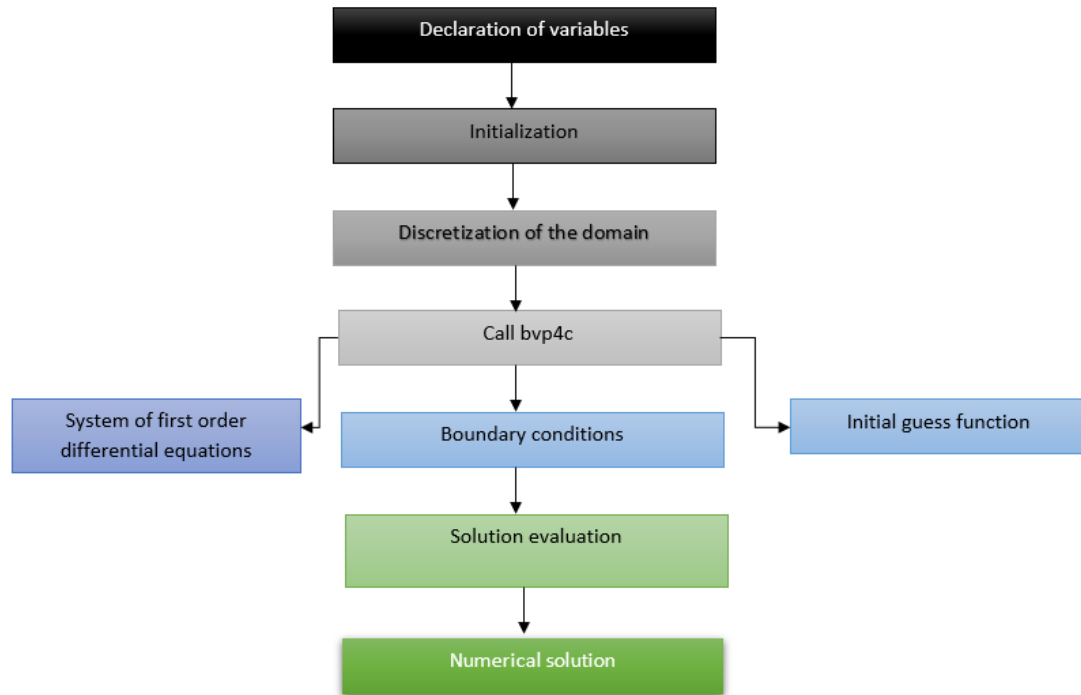 Declaration of variables
Initialization
Discretization of the domain
Call bvp4c
System of first order
differential equations
Boundary conditions
Initial guess function
Solution evaluation
Numerical solution